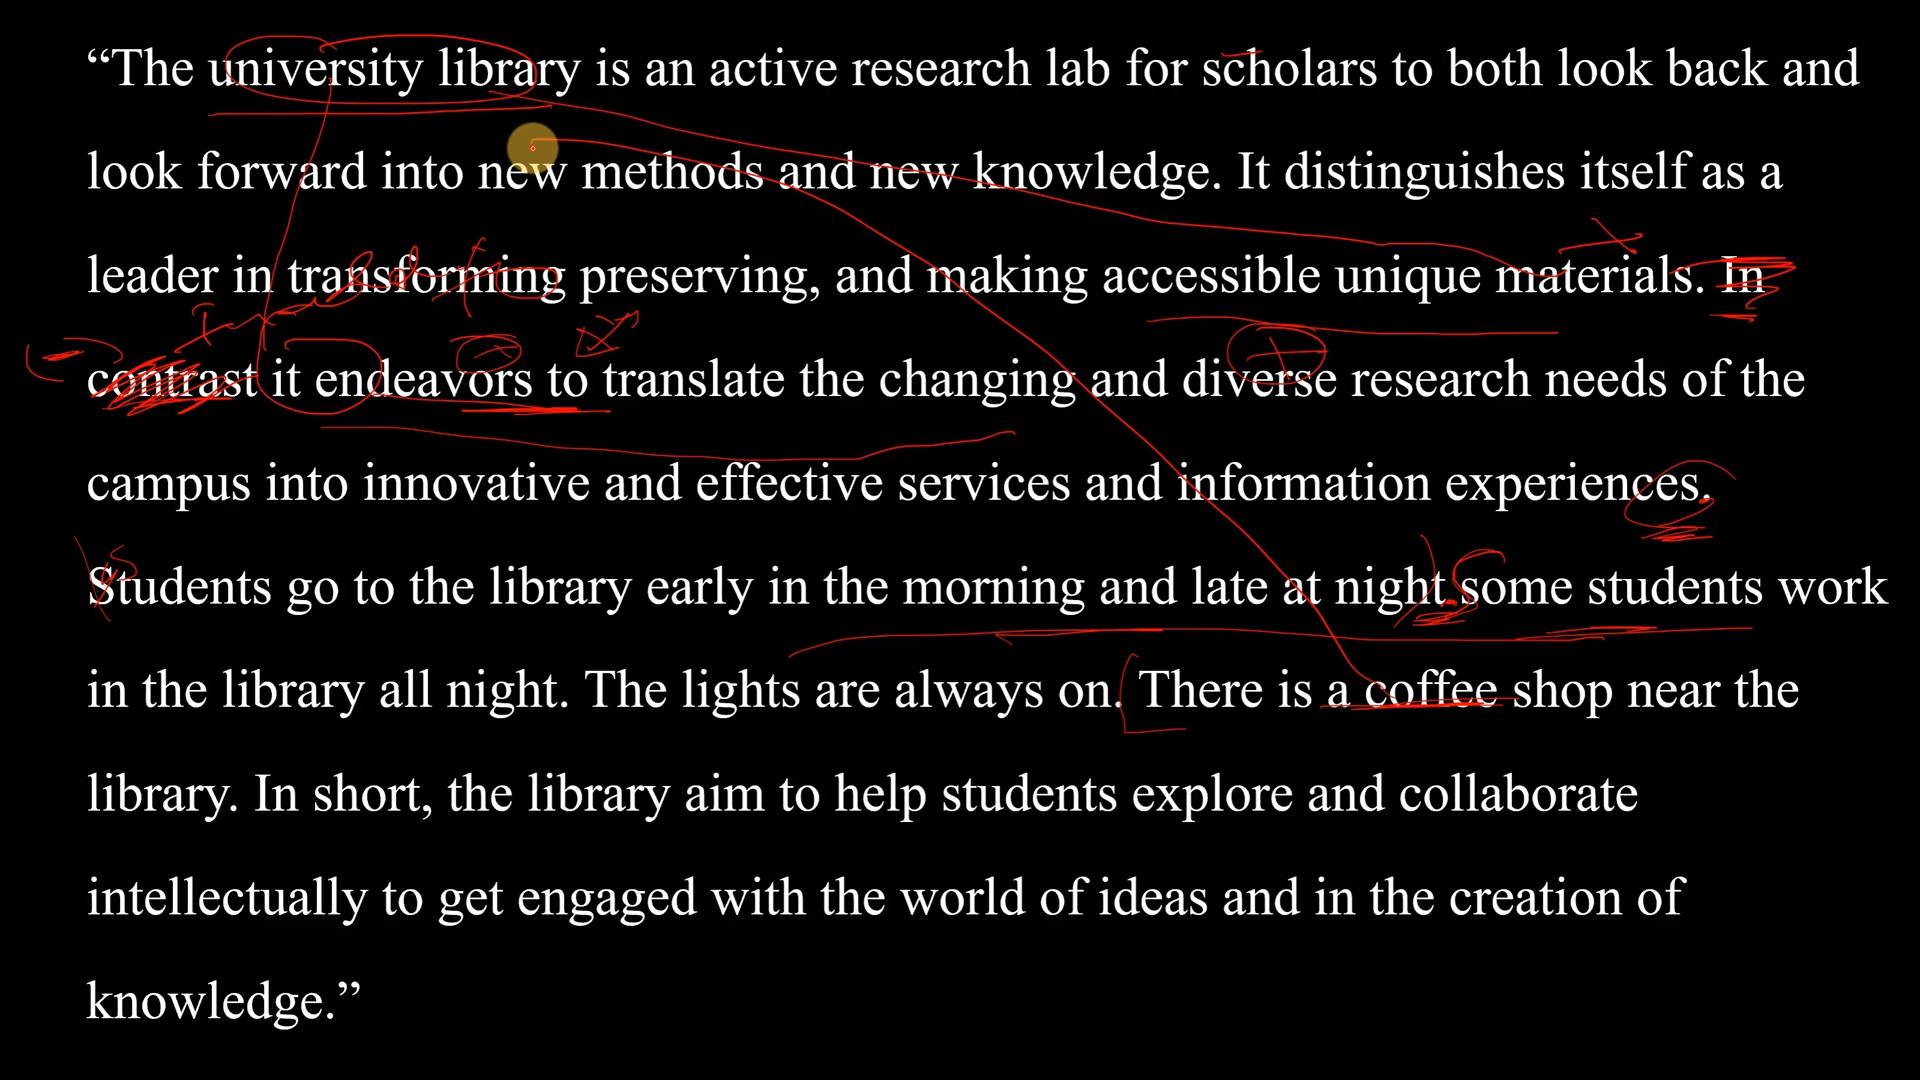 “The university library is an active research lab for scholars to both look back and
look forward into new methods and new knowledge. It distinguishes itself as a
leader in transforming preserving, and making accessible unique materials. In
contrast it endeavors to translate the changing and diverse research needs of the
campus into innovative and effective services and information experiences.
Students go to the library early in the morning and late at night some students work
in the library all night. The lights are always on. There is a coffee shop near the
library. In short, the library aim to help students explore and collaborate
intellectually to get engaged with the world of ideas and in the creation of
knowledge.”